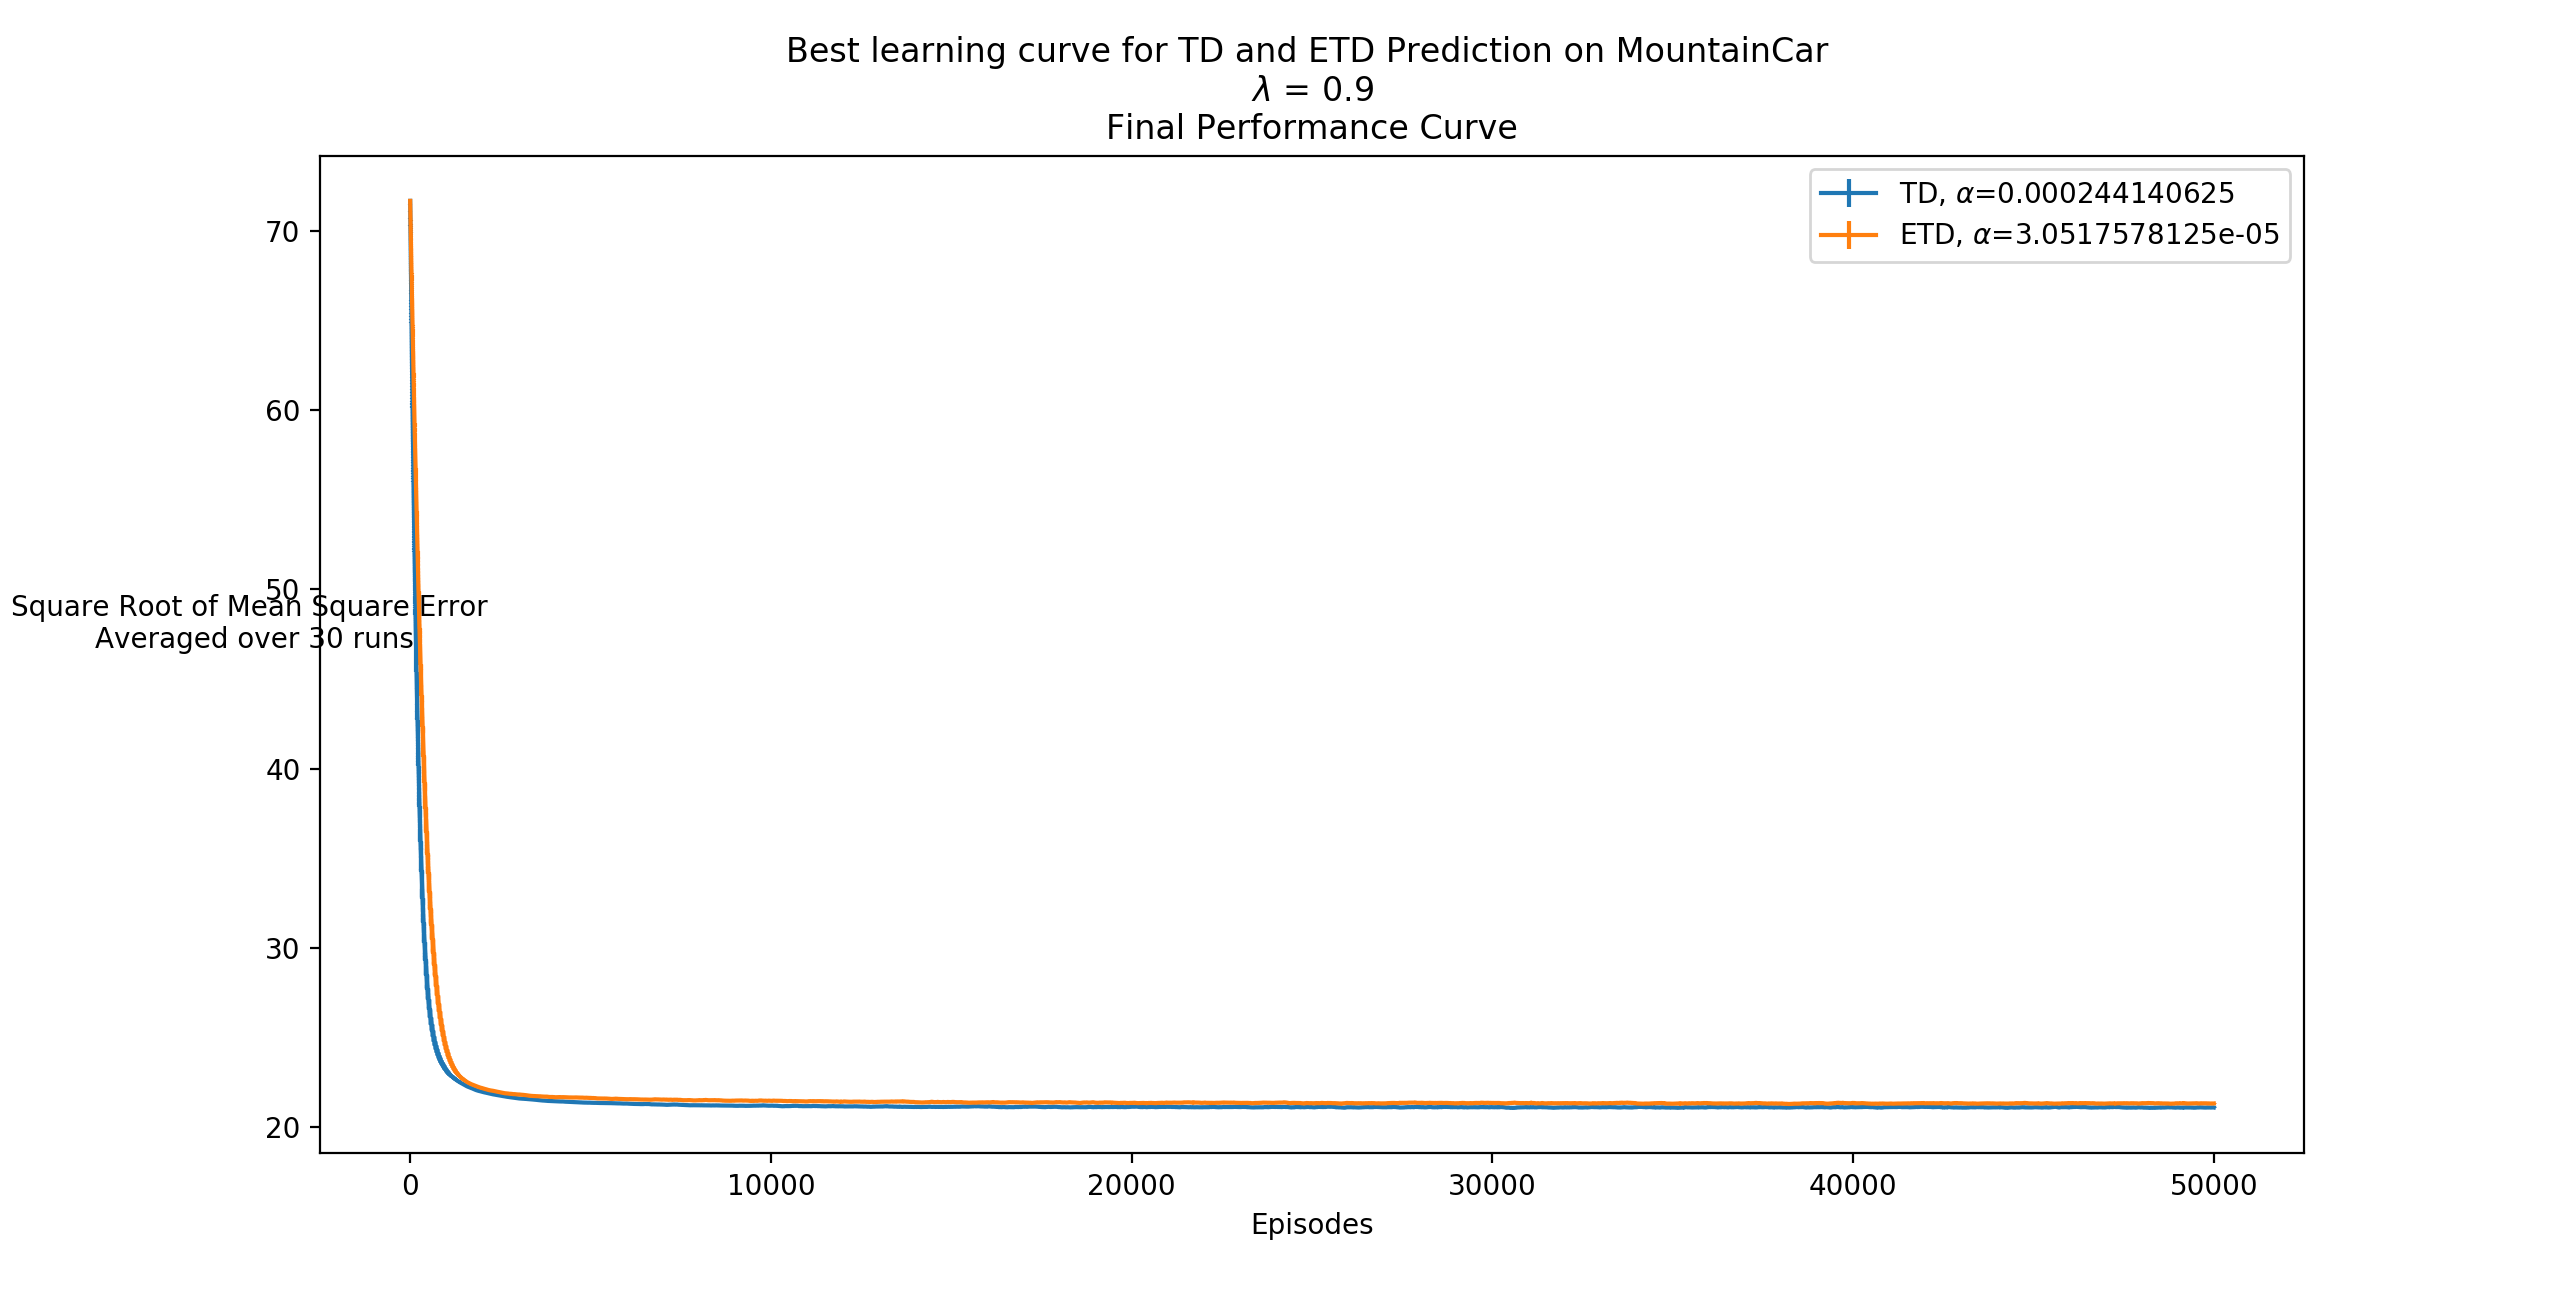 Best learning curve for TD and ETD Prediction on MountainCar
λ = 0.9
Final Performance Curve
TD, α=0.000244140625
ETD, α=3.0517578125e-05
70
60
50
Square Root of Mean Square Error
Averaged over 30 runs
40
30
20
0 10000 20000 30000 40000 50000
Episodes